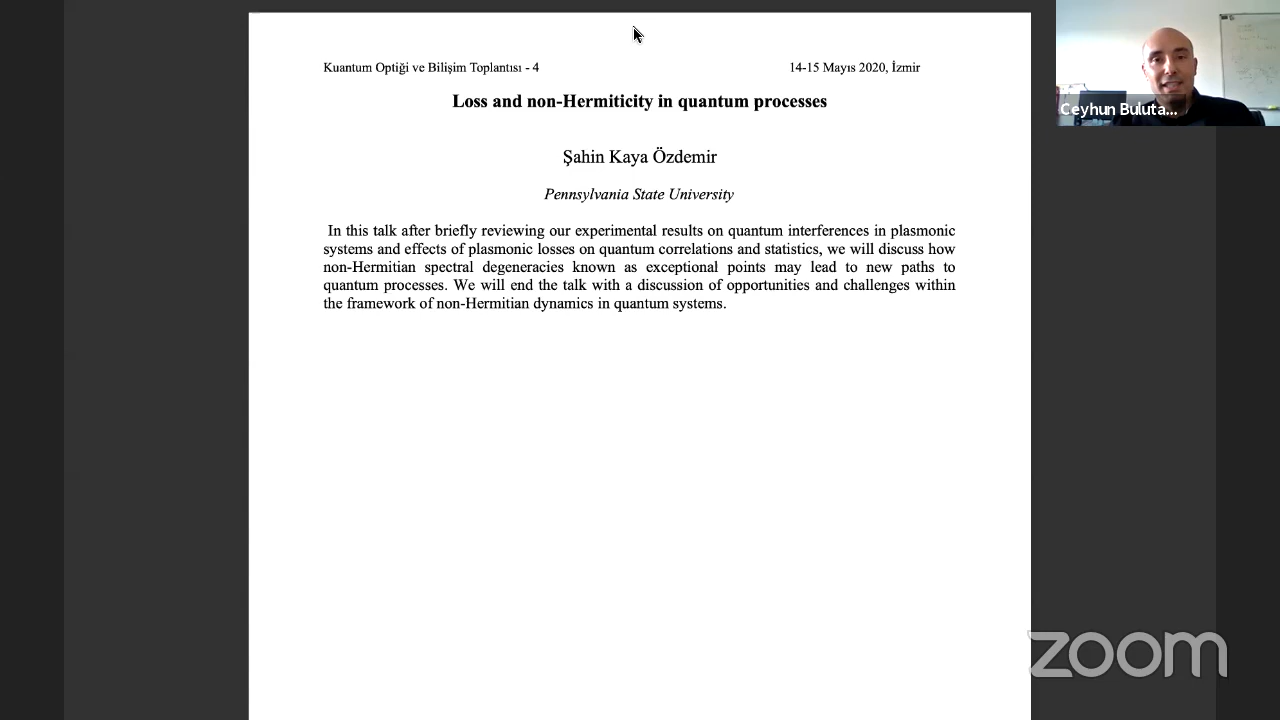 Kuantum Optiği ve Bilişim Toplantısı - 4
14-15 Mayıs 2020, İzmir
Loss and non-Hermiticity in quantum processes
Şahin Kaya Özdemir
Pennsylvania State University
In this talk after briefly reviewing our experimental results on quantum interferences in plasmonic
systems and effects of plasmonic losses on quantum correlations and statistics, we will discuss how
non-Hermitian spectral degeneracies known as exceptional points may lead to new paths to
quantum processes. We will end the talk with a discussion of opportunities and challenges within
the framework of non-Hermitian dynamics in quantum systems.
Ceyhun Buluta...
zoom